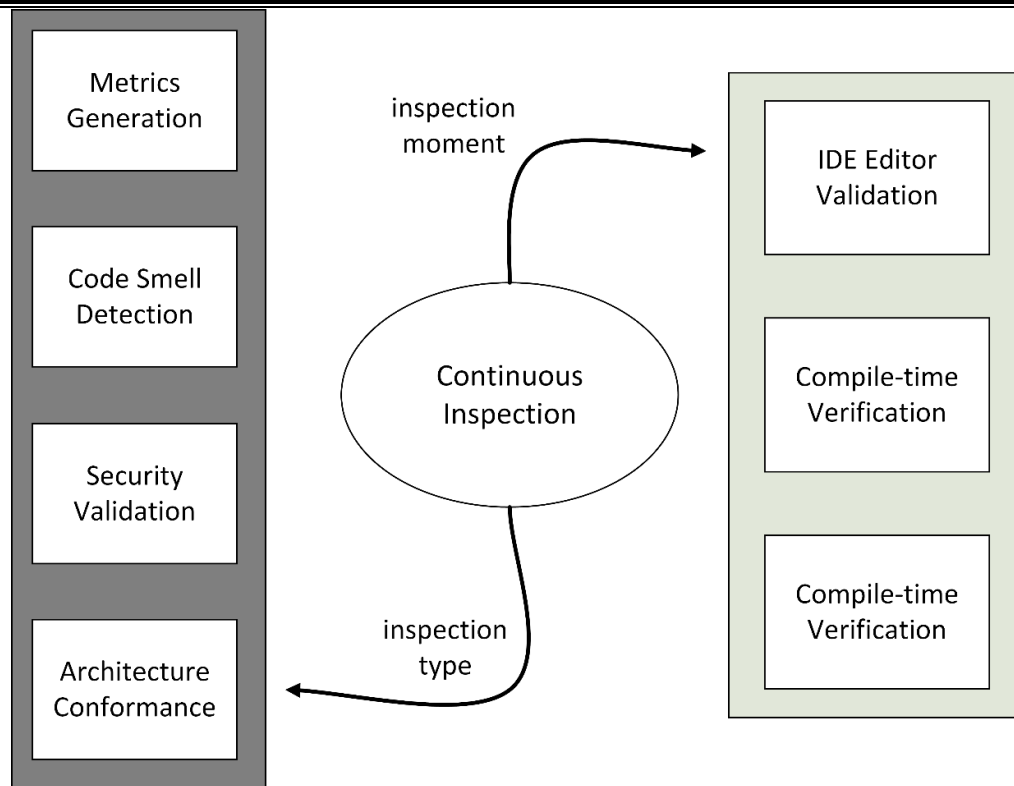 Metrics
Generation
Code Smell
Detection
Security
Validation
Architecture
Conformance
inspection
moment
Continuous
Inspection
inspection
type
IDE Editor
Validation
Compile-time
Verification
Compile-time
Verification